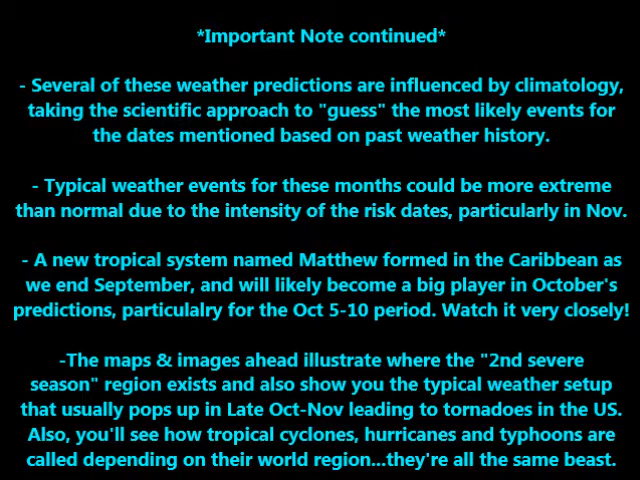 *Important Note continued*
- Several of these weather predictions are influenced by climatology,
taking the scientific approach to "guess" the most likely events for
the dates mentioned based on past weather history.
- Typical weather events for these months could be more extreme
than normal due to the intensity of the risk dates, particularly in Nov.
- A new tropical system named Matthew formed in the Caribbean as
we end September, and will likely become a big player in October's
predictions, particulalry for the Oct 5-10 period. Watch it very closely!
-The maps & images ahead illustrate where the "2nd severe
season" region exists and also show you the typical weather setup
that usually pops up in Late Oct-Nov leading to tornadoes in the US.
Also, you'll see how tropical cyclones, hurricanes and typhoons are
called depending on their world region...they're all the same beast.